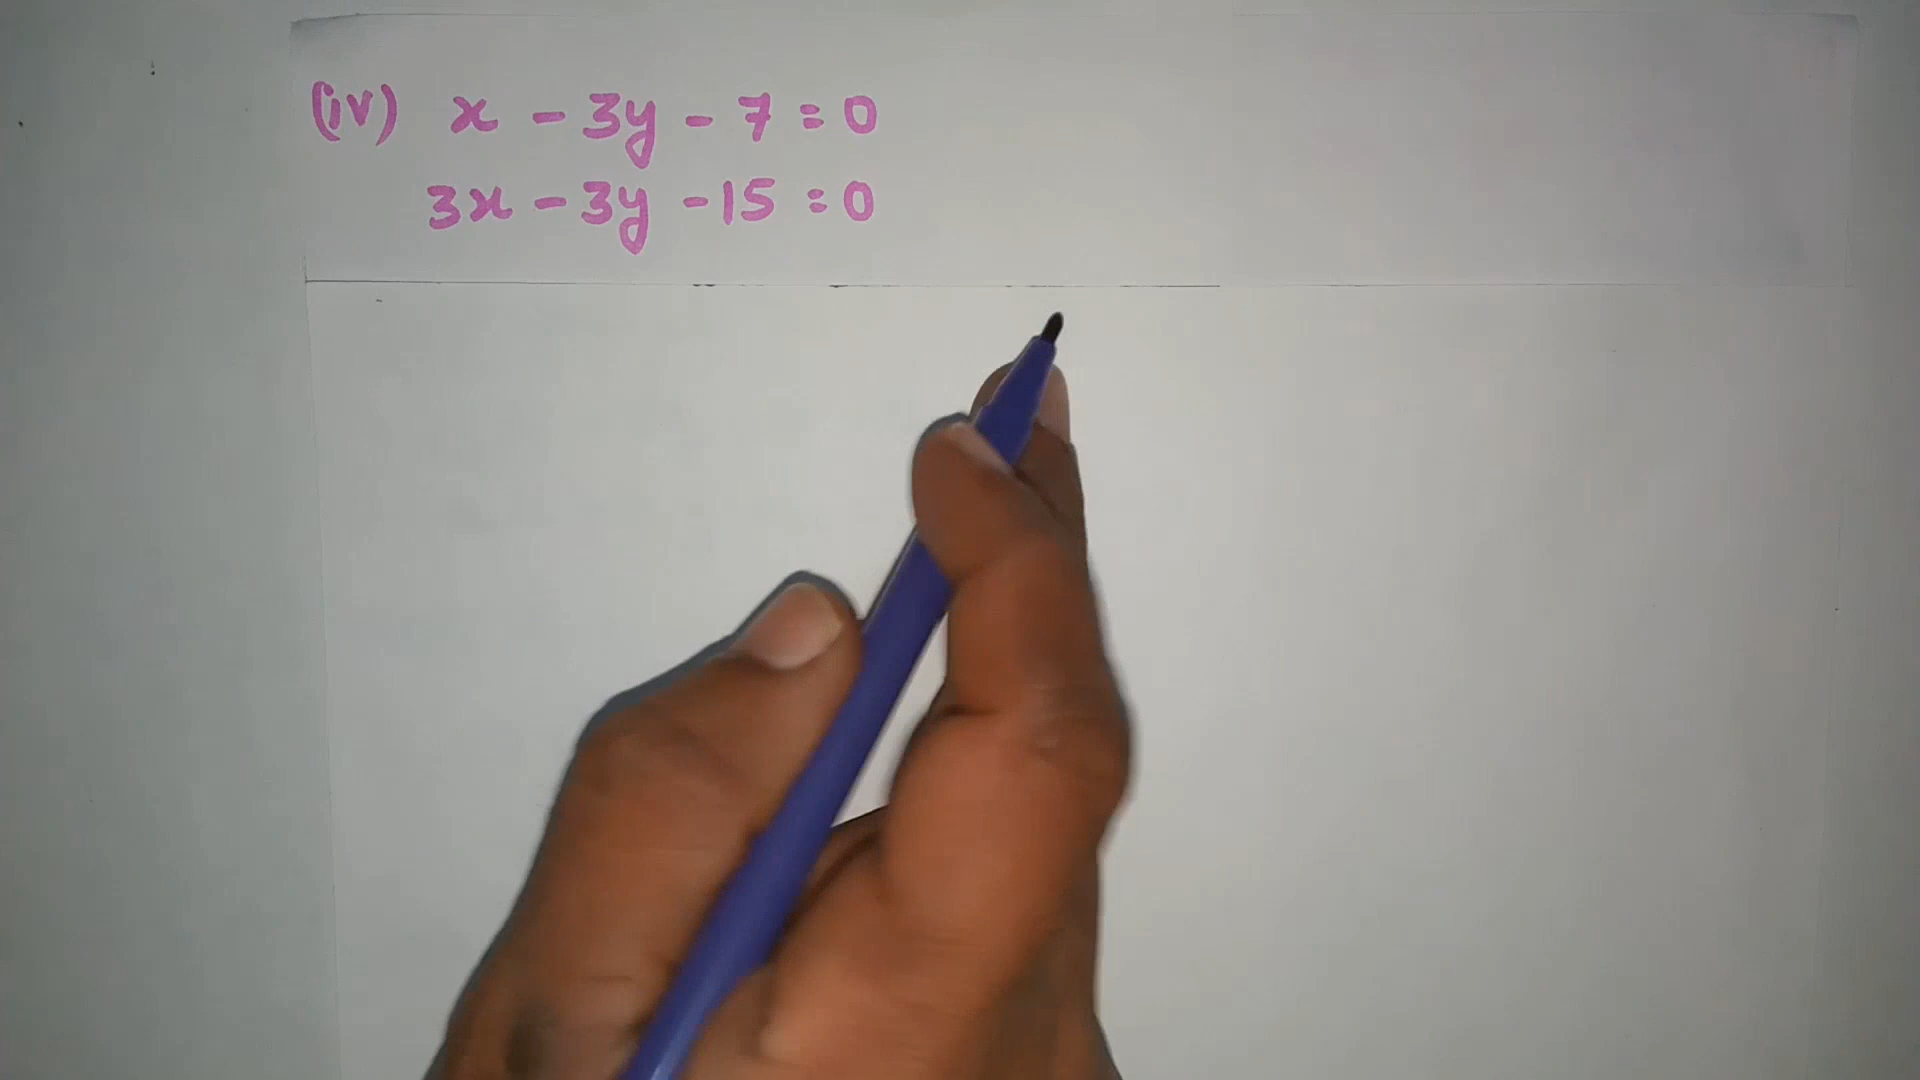 (iv) x - 3y - 7 = 0
3x - 3y - 15 = 0